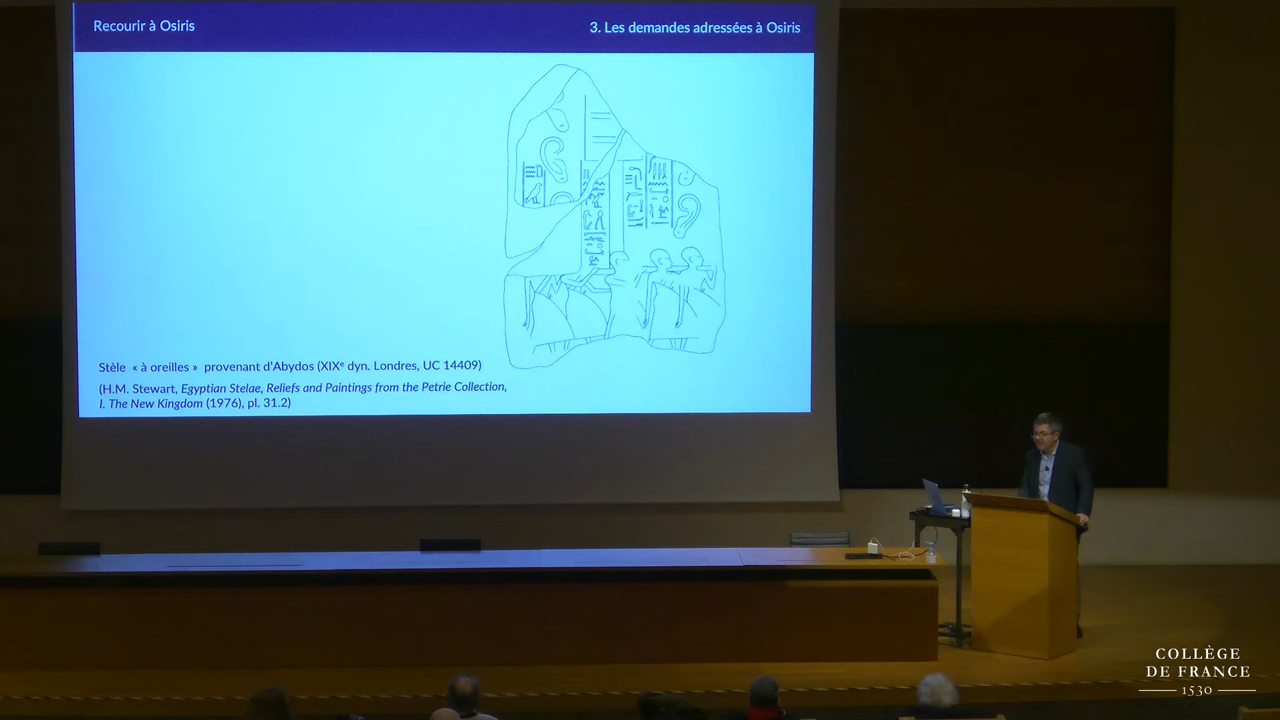 Recourir à Osiris
3. Les demandes adressées à Osiris
Stèle « à oreilles » provenant d'Abydos (XIXᵉ dyn. Londres, UC 14409)
(H.M. Stewart, Egyptian Stelae, Reliefs and Paintings from the Petrie Collection,
I. The New Kingdom (1976), pl. 31.2)
COLLÈGE
DE FRANCE
1530